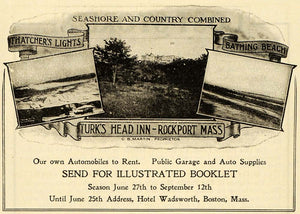 SEASHORE AND COUNTRY COMBINED
THATCHER'S LIGHTS
BATHING BEACH
TURK'S HEAD INN - ROCKPORT MASS
C. B. MARTIN, PROPRIETOR
Our own Automobiles to Rent. Public Garage and Auto Supplies
SEND FOR ILLUSTRATED BOOKLET
Season June 27th to September 12th
Until June 25th Address, Hotel Wadsworth, Boston, Mass.